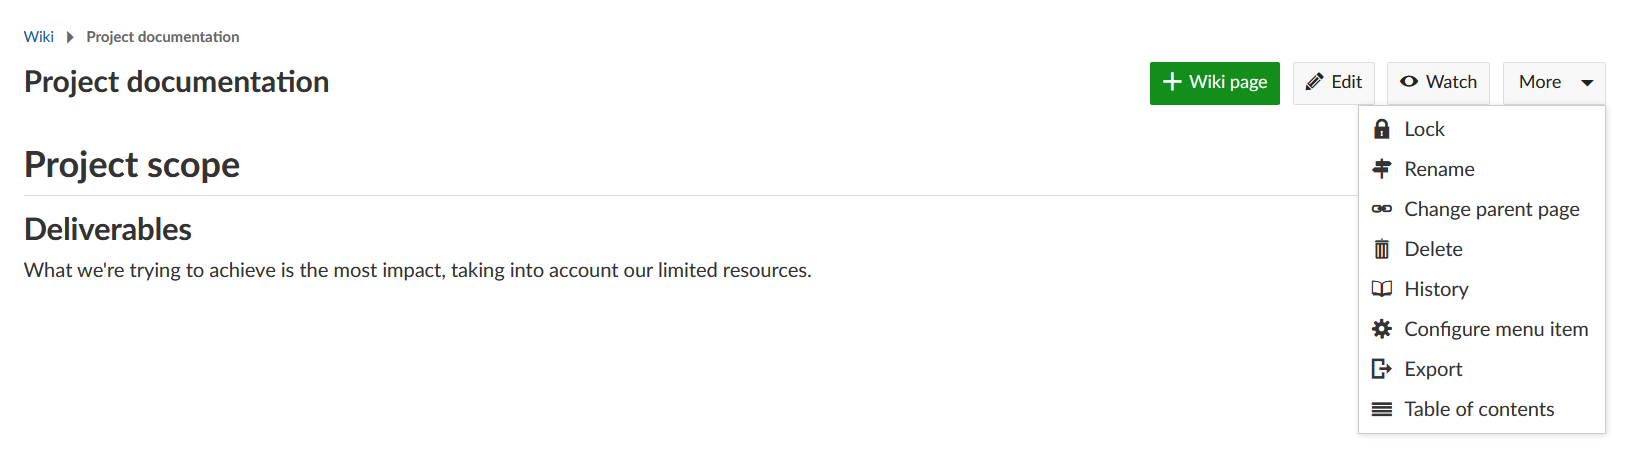 Wiki Project documentation
Project documentation
Wiki page Edit Watch More
Lock
Project scope
Rename
Change parent page
Deliverables
Delete
What we're trying to achieve is the most impact, taking into account our limited resources.
History
Configure menu item
Export
Table of contents